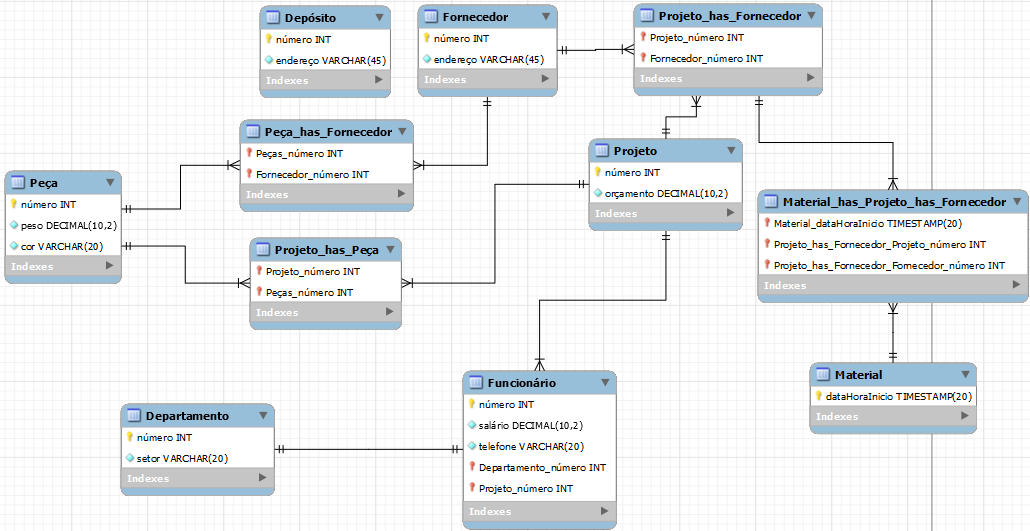 Depósito
número INT
endereço VARCHAR(45)
Indexes
Fornecedor
número INT
endereço VARCHAR(45)
Indexes
Projeto_has_Fornecedor
Projeto_número INT
Fornecedor_número INT
Indexes
Peça_has_Fornecedor
Peças_número INT
Fornecedor_número INT
Indexes
Projeto
número INT
orçamento DECIMAL(10,2)
Indexes
Peça
número INT
peso DECIMAL(10,2)
cor VARCHAR(20)
Indexes
Material_has_Projeto_has_Fornecedor
Material_dataHoraInicio TIMESTAMP(20)
Projeto_has_Fornecedor_Projeto_número INT
Projeto_has_Fornecedor_Fornecedor_número INT
Indexes
Projeto_has_Peça
Projeto_número INT
Peças_número INT
Indexes
Material
dataHoraInicio TIMESTAMP(20)
Indexes
Funcionário
número INT
salário DECIMAL(10,2)
telefone VARCHAR(20)
Departamento_número INT
Projeto_número INT
Indexes
Departamento
número INT
setor VARCHAR(20)
Indexes